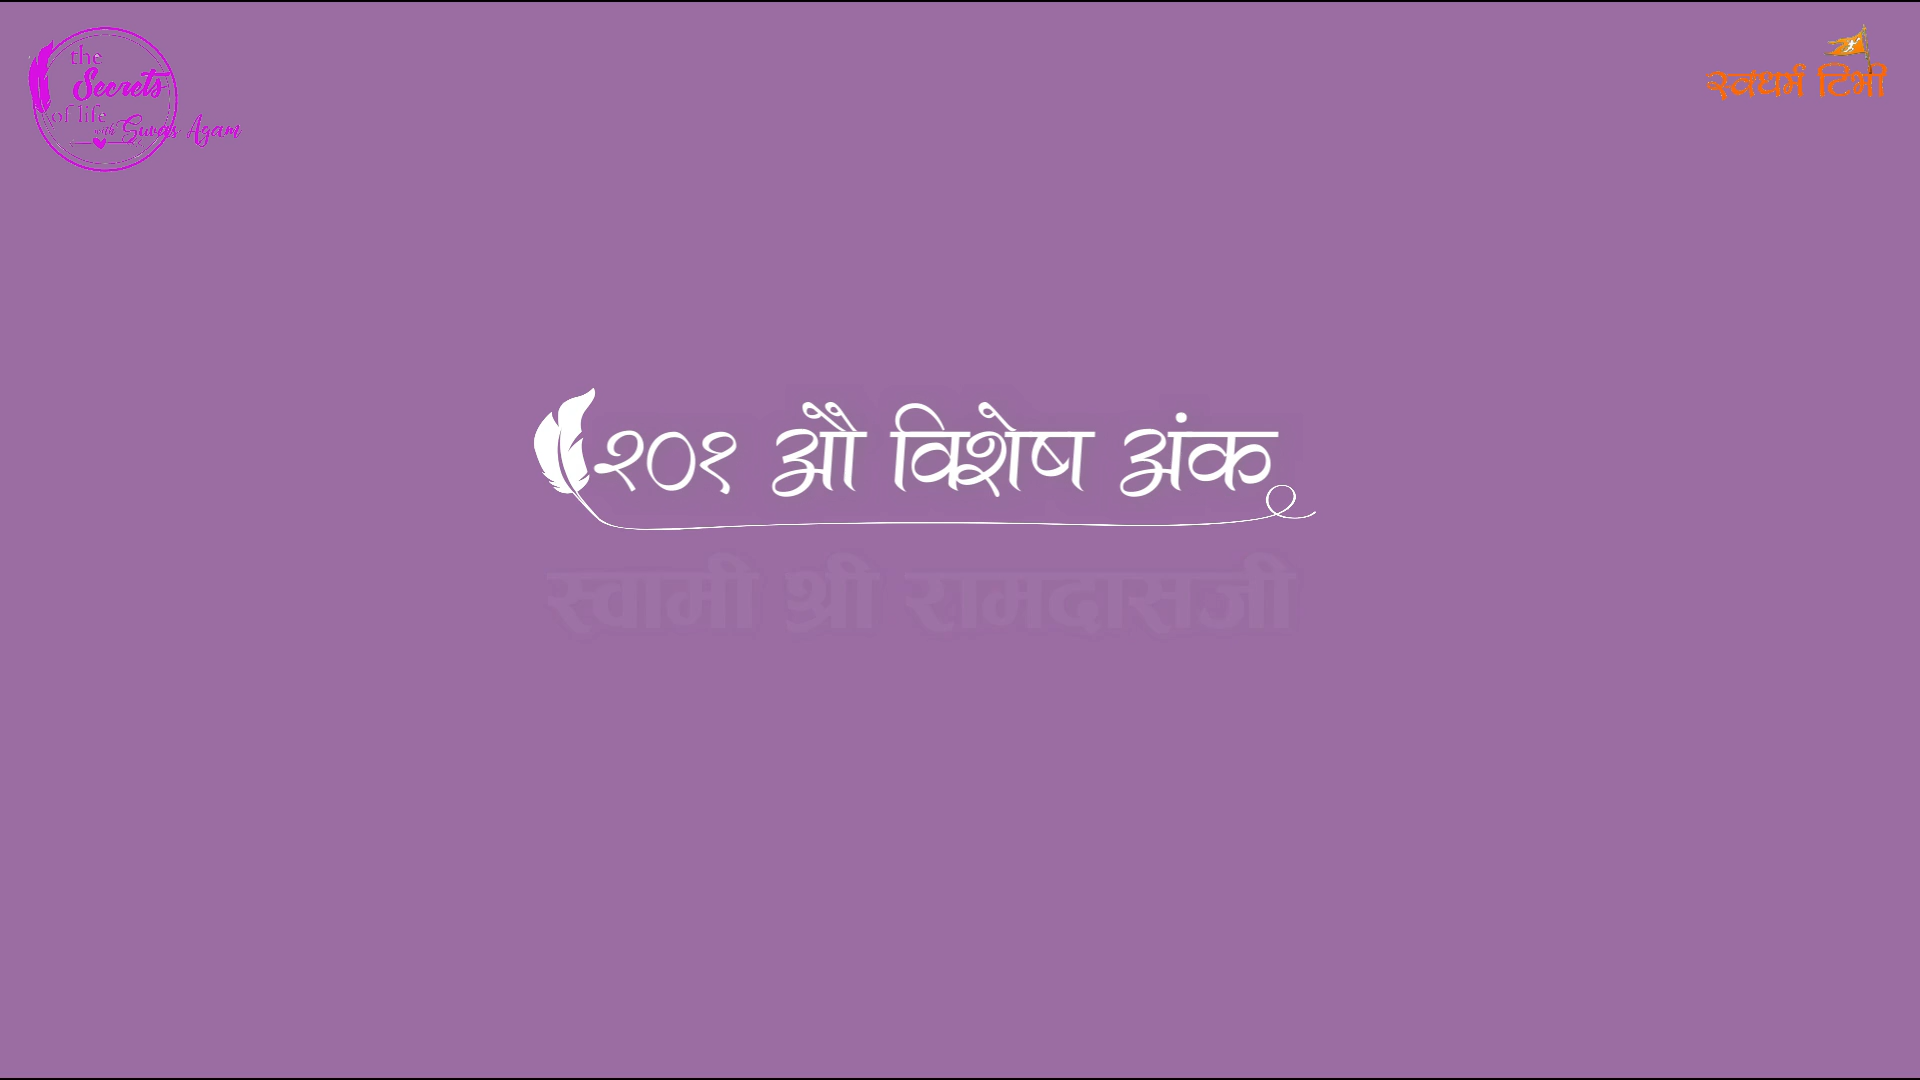 the
Secrets
of life
with Suvas Agam
स्वधर्म टिभी
२०१ औ विशेष अंक
स्वामी श्री रामदासजी